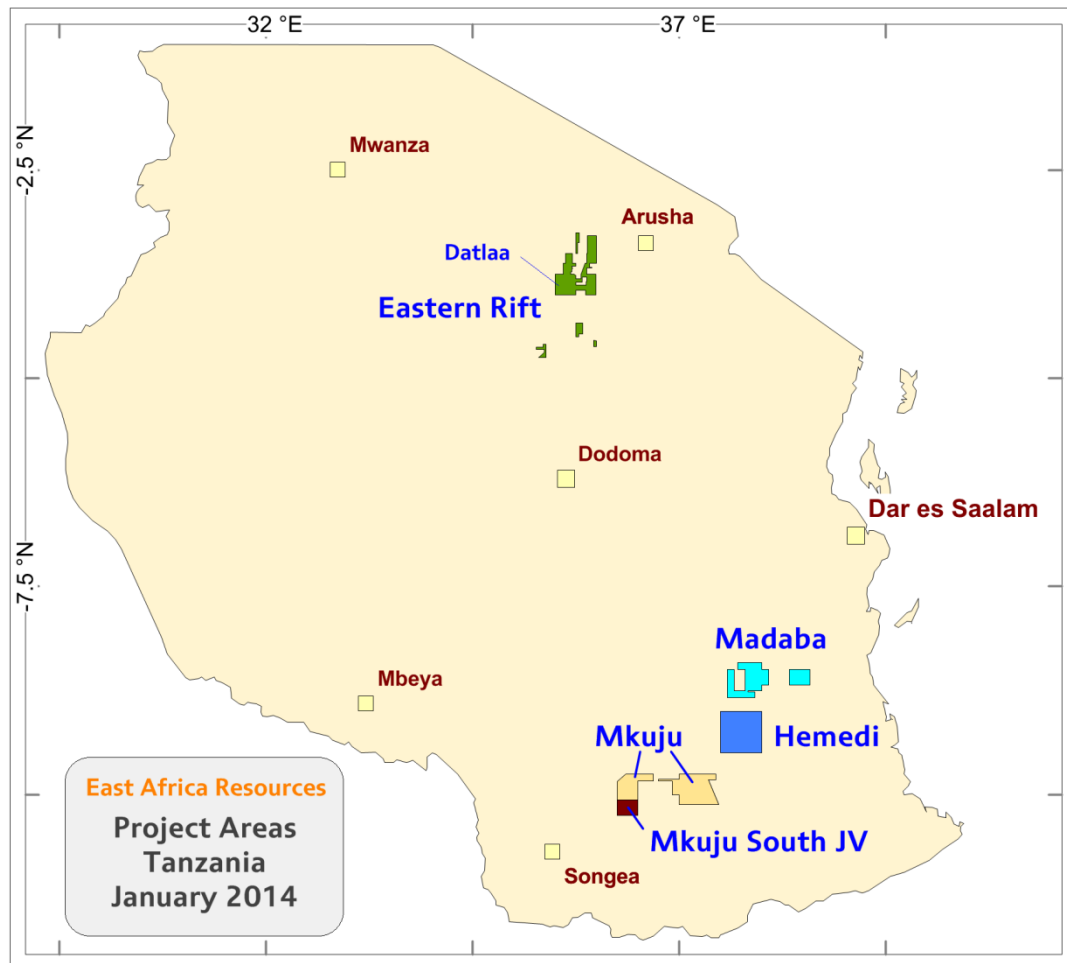 32 °E
37 °E
-2.5 °N
Mwanza
Arusha
Datlaa
Eastern Rift
Dodoma
Dar es Saalam
-7.5 °N
Madaba
Mbeya
Mkuju
Hemedi
East Africa Resources
Project Areas
Tanzania
January 2014
Mkuju South JV
Songea